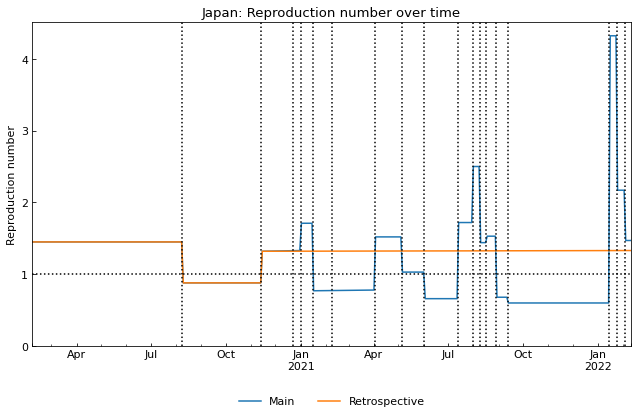 Japan: Reproduction number over time
Reproduction number
4
3
2
1
0
Apr Jul Oct Jan Apr Jul Oct Jan
2021 2022
Main Retrospective